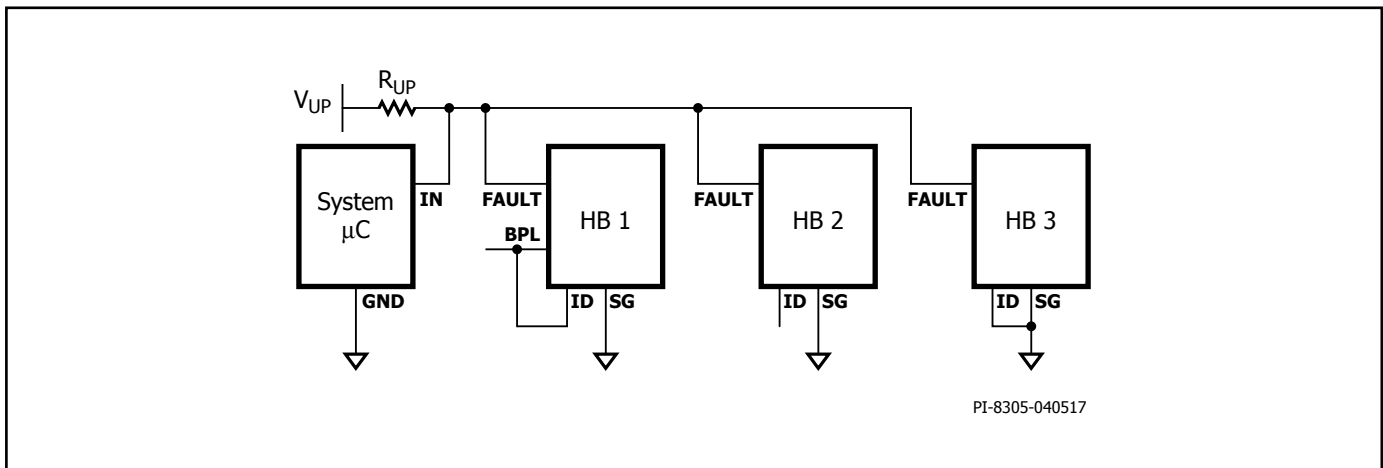 V_UP
R_UP
System
μC
IN
GND
FAULT
BPL
HB 1
ID
SG
FAULT
HB 2
ID
SG
FAULT
HB 3
ID
SG
PI-8305-040517